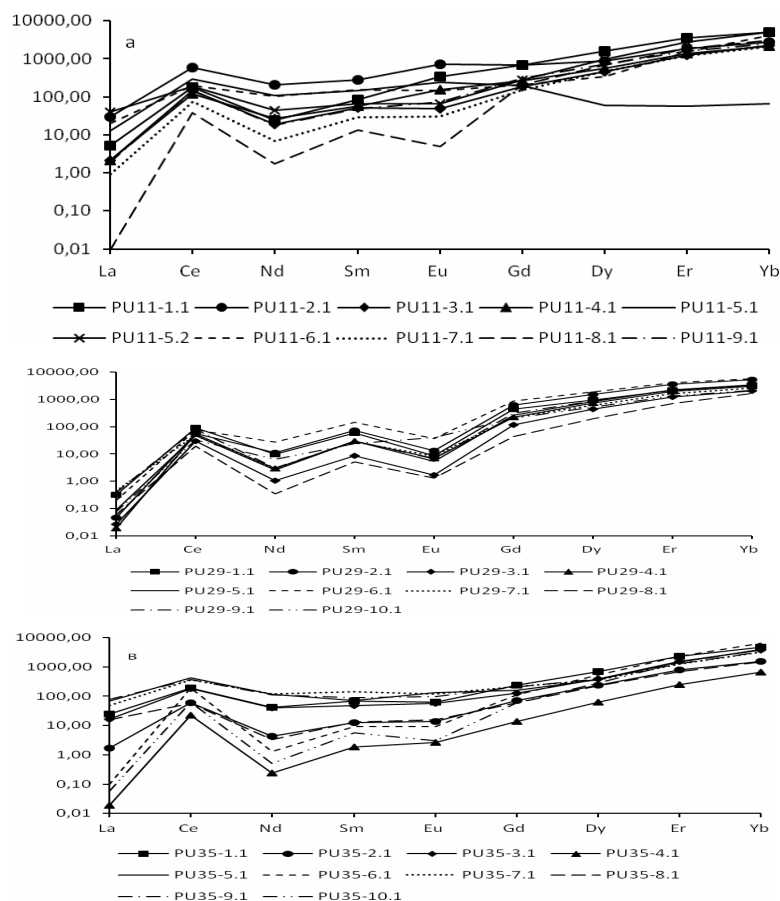 a
10000,00
1000,00
100,00
10,00
1,00
0,10
0,01
La Ce Nd Sm Eu Gd Dy Er Yb
PU11-1.1 PU11-2.1 PU11-3.1 PU11-4.1 PU11-5.1
PU11-5.2 PU11-6.1 PU11-7.1 PU11-8.1 PU11-9.1
10000,00
1000,00
100,00
10,00
1,00
0,10
0,01
La Ce Nd Sm Eu Gd Dy Er Yb
PU29-1.1 PU29-2.1 PU29-3.1 PU29-4.1
PU29-5.1 PU29-6.1 PU29-7.1 PU29-8.1
PU29-9.1 PU29-10.1
в
10000,00
1000,00
100,00
10,00
1,00
0,10
0,01
La Ce Nd Sm Eu Gd Dy Er Yb
PU35-1.1 PU35-2.1 PU35-3.1 PU35-4.1
PU35-5.1 PU35-6.1 PU35-7.1 PU35-8.1
PU35-9.1 PU35-10.1